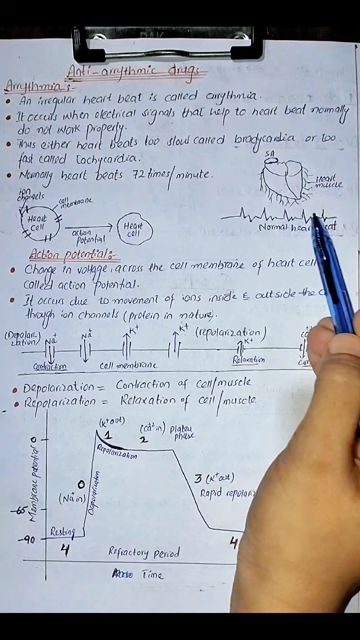 Anti-arrythmic drugs
Arrythmia:
• An irregular heart beat is called arrythmia.
• It occurs when electrical signals that help to heart beat normally
do not work properly.
• Thus either heart beats too slow called bradycardia or too
fast called tachycardia.
• Normally heart beats 72 times/minute.
ion
channels
cell membrane
Heart
cell
action
Potential
Heart
cell
SA
Heart
muscle
Normal heart
Action potential:
• Change in voltage across the cell membrane of heart cell
called action potential.
• It occurs due to movement of ions inside & outside the
though ion channels (protein in nature).
Na+
Na+
K+
K+
(repolarization)
K+
Contraction
cell membrane
Relaxation
• Depolarization = Contraction of cell/muscle
• Repolarization = Relaxation of cell/muscle
Membrane potential
0
-65
-90
(K+ out)
1
Repolarization
(Ca2+ in) Platau
2 phase
0
(Na+ in)
Depolarization
3 (K+ out)
Rapid repolari
Resting
4
Refractory period
4
Time